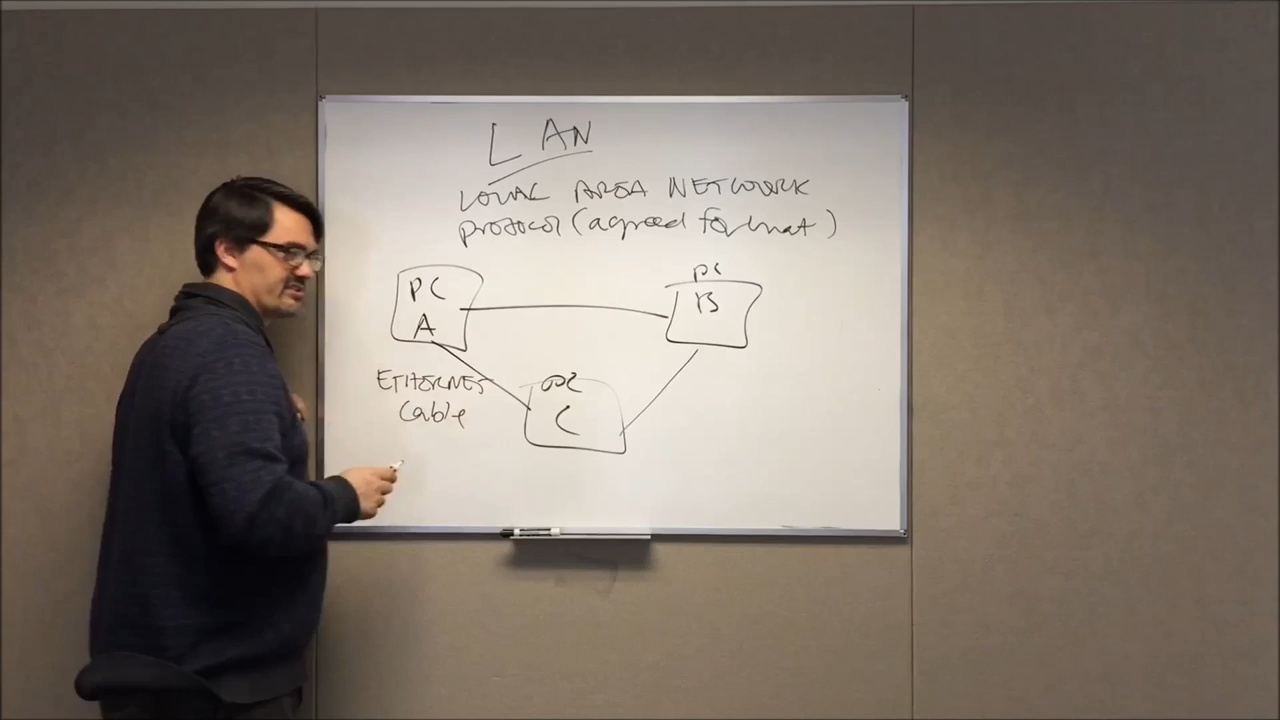 LAN
LOCAL AREA NETWORK
protocol (agreed format)
PC
A
PC
B
ETHERNET
Cable
PC
C